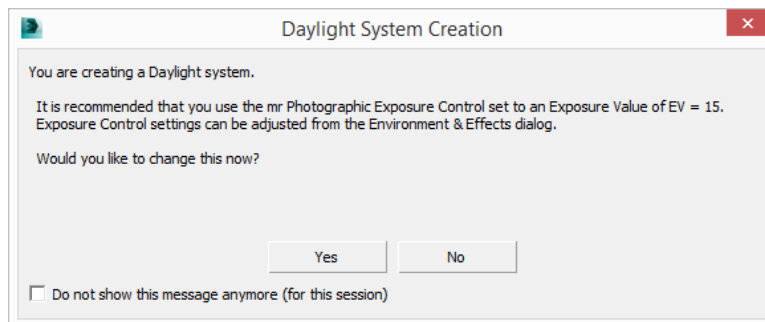 Daylight System Creation
You are creating a Daylight system.
It is recommended that you use the mr Photographic Exposure Control set to an Exposure Value of EV = 15.
Exposure Control settings can be adjusted from the Environment & Effects dialog.
Would you like to change this now?
Yes No
Do not show this message anymore (for this session)